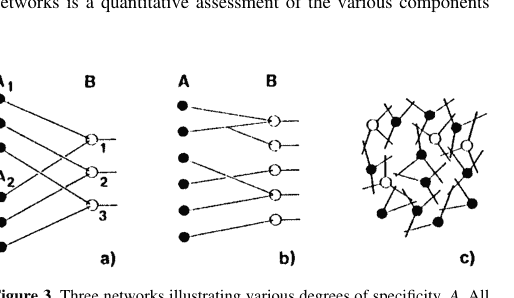 networks is a quantitative assessment of the various components
A1 B A B
1
A2
2
3
a) b) c)
Figure 3. Three networks illustrating various degrees of specificity. A. All